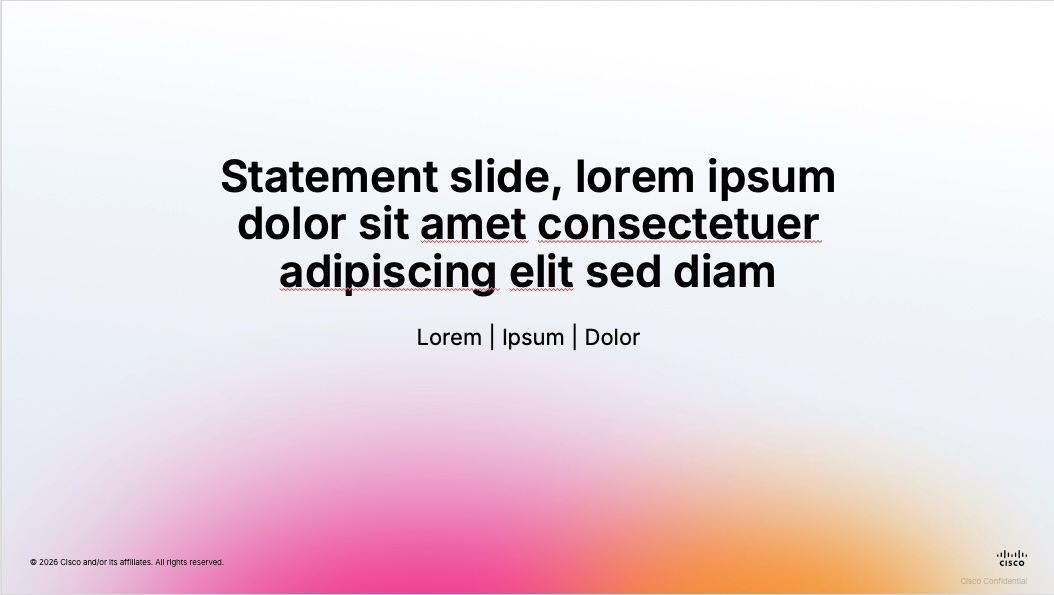 Statement slide, lorem ipsum
dolor sit amet consectetuer
adipiscing elit sed diam
Lorem | Ipsum | Dolor
© 2026 Cisco and/or its affiliates. All rights reserved.
CISCO
Cisco Confidential